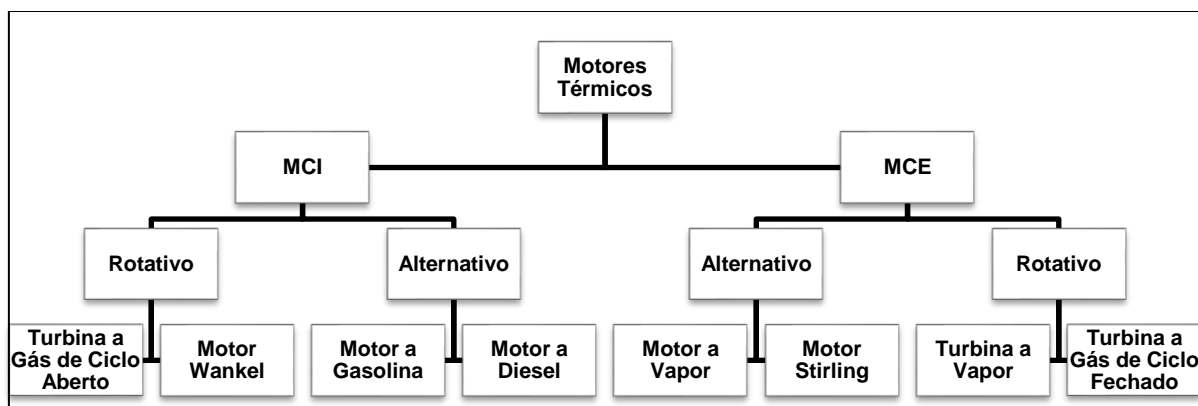 Motores
Térmicos
MCI
MCE
Rotativo
Alternativo
Alternativo
Rotativo
Turbina a
Gás de Ciclo
Aberto
Motor
Wankel
Motor a
Gasolina
Motor a
Diesel
Motor a
Vapor
Motor
Stirling
Turbina a
Vapor
Turbina a
Gás de Ciclo
Fechado